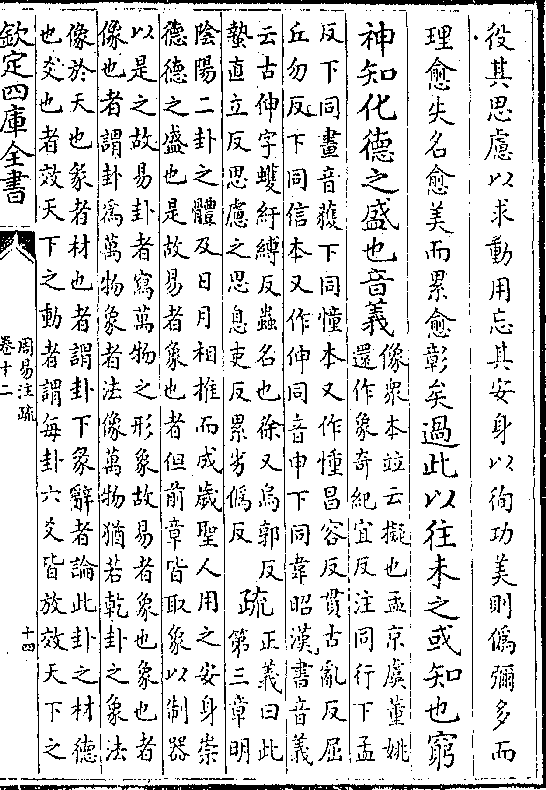 役其思慮以求動用忘其安身以徇功美則偽彌多而
理愈失名愈美而累愈彰矣過此以往未之或知也窮
神知化德之盛也音義
像衆本竝云擬也孟京虞董姚
還作象奇紀宜反注同行下孟
反下同畫音獲下同憧本又作憧昌容反貫古亂反屈
丘勿反下同信本又作伸同音申下同韋昭漢書音義
云古伸字蠖紆縛反蟲名也徐又烏郭反
蟄直立反思慮之思息吏反累劣偽反
疏
正義曰此
第三章明
陰陽二卦之體及日月相推而成歲聖人用之安身崇
德德之盛也是故易者象也者但前章皆取象以制器
以是之故易卦者寫萬物之形象故易者象也象也者
像也者謂卦為萬物象者法像萬物猶若乾卦之象法
像於天也彖者材也者謂卦下彖辭者論此卦之材德
也爻也者效天下之動者謂每卦六爻皆放效天下之
欽定四庫全書
周易注疏
卷十二
十四